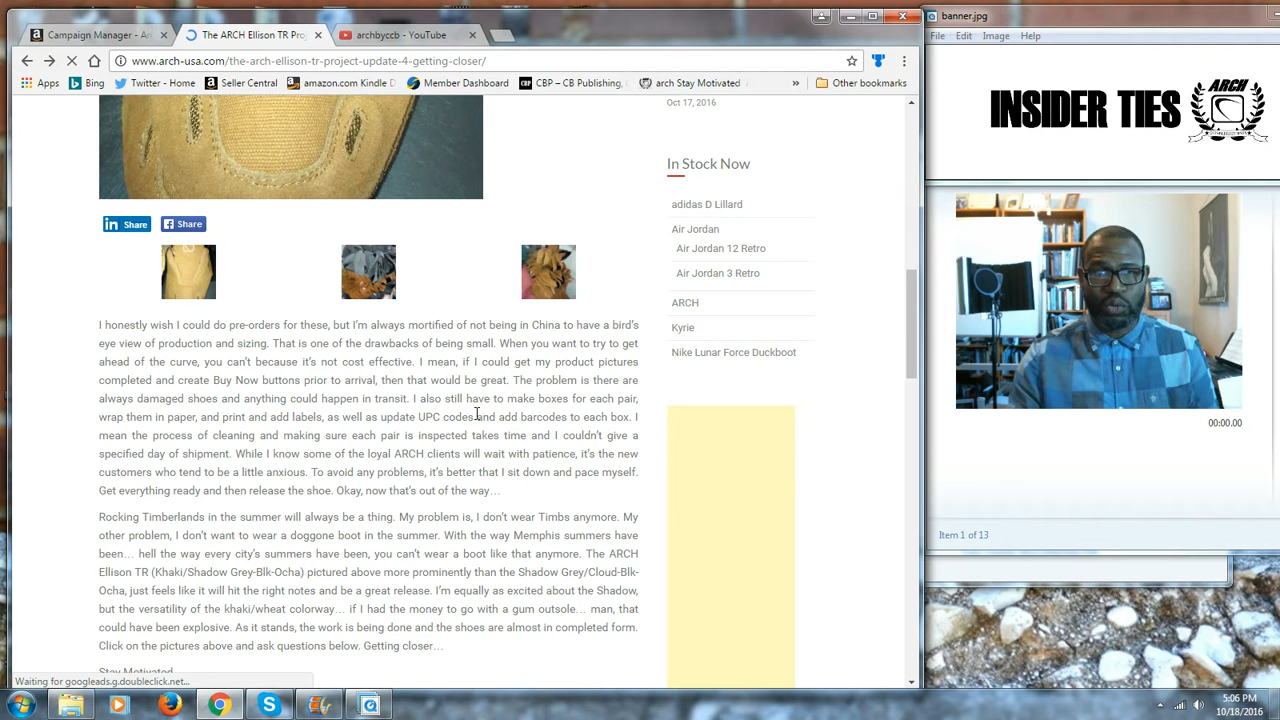 banner.jpg
Campaign Manager - An
The ARCH Ellison TR Proj
archbyccb - YouTube
File Edit Image Help
www.arch-usa.com/the-arch-ellison-tr-project-update-4-getting-closer/
Apps Bing Twitter - Home Seller Central amazon.com Kindle Member Dashboard CBP – CB Publishing, arch Stay Motivated » Other bookmarks
ARCH
INSIDER TIES
Oct 17, 2016
In Stock Now
adidas D Lillard
Air Jordan
Air Jordan 12 Retro
Air Jordan 3 Retro
ARCH
Kyrie
Nike Lunar Force Duckboot
in Share f Share
I honestly wish I could do pre-orders for these, but I'm always mortified of not being in China to have a bird's
eye view of production and sizing. That is one of the drawbacks of being small. When you want to try to get
ahead of the curve, you can't because it's not cost effective. I mean, if I could get my product pictures
completed and create Buy Now buttons prior to arrival, then that would be great. The problem is there are
always damaged shoes and anything could happen in transit. I also still have to make boxes for each pair,
wrap them in paper, and print and add labels, as well as update UPC codes and add barcodes to each box. I
mean the process of cleaning and making sure each pair is inspected takes time and I couldn't give a
specified day of shipment. While I know some of the loyal ARCH clients will wait with patience, it's the new
customers who tend to be a little anxious. To avoid any problems, it's better that I sit down and pace myself.
Get everything ready and then release the shoe. Okay, now that's out of the way…
Rocking Timberlands in the summer will always be a thing. My problem is, I don't wear Timbs anymore. My
other problem, I don't want to wear a doggone boot in the summer. With the way Memphis summers have
been… hell the way every city's summers have been, you can't wear a boot like that anymore. The ARCH
Ellison TR (Khaki/Shadow Grey-Blk-Ocha) pictured above more prominently than the Shadow Grey/Cloud-Blk-
Ocha, just feels like it will hit the right notes and be a great release. I'm equally as excited about the Shadow,
but the versatility of the khaki/wheat colorway… if I had the money to go with a gum outsole… man, that
could have been explosive. As it stands, the work is being done and the shoes are almost in completed form.
Click on the pictures above and ask questions below. Getting closer…
Stay Motivated
Waiting for googleads.g.doubleclick.net...
00:00.00
Item 1 of 13
5:06 PM
10/18/2016